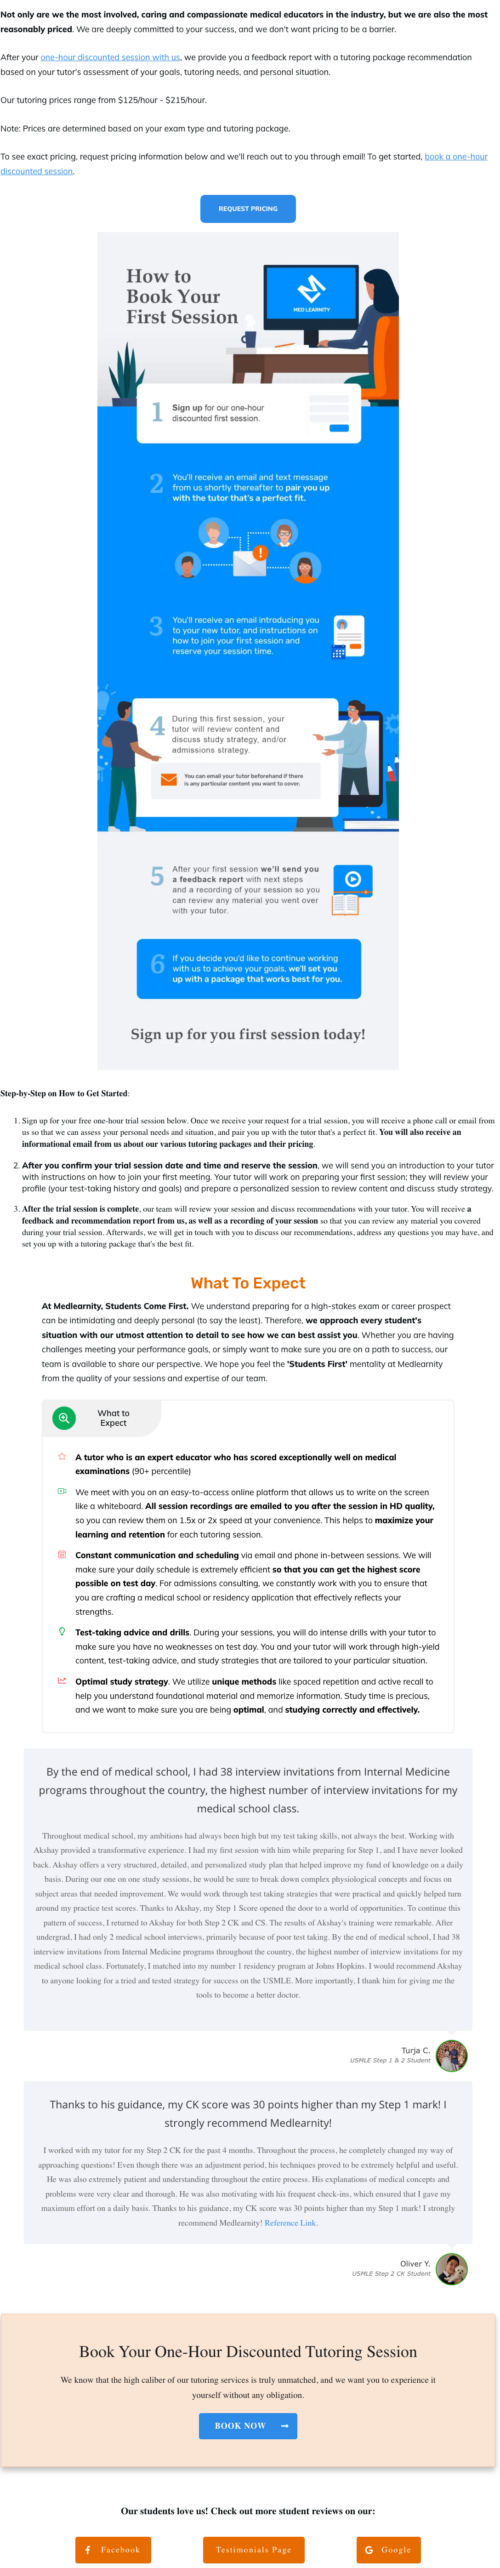 Not only are we the most involved, caring and compassionate medical educators in the industry, but we are also the most
reasonably priced. We are deeply committed to your success, and we don't want pricing to be a barrier.
After your one-hour discounted session with us, we provide you a feedback report with a tutoring package recommendation
based on your tutor's assessment of your goals, tutoring needs, and personal situation.
Our tutoring prices range from $125/hour - $215/hour.
Note: Prices are determined based on your exam type and tutoring package.
To see exact pricing, request pricing information below and we'll reach out to you through email! To get started, book a one-hour
discounted session.
REQUEST PRICING
How to
Book Your
First Session
MED LEARNITY
1
Sign up for our one-hour
discounted first session.
2
You'll receive an email and text message
from us shortly thereafter to pair you up
with the tutor that's a perfect fit.
3
You'll receive an email introducing you
to your new tutor, and instructions on
how to join your first session and
reserve your session time.
4
During this first session, your
tutor will review content and
discuss study strategy, and/or
admissions strategy.
You can email your tutor beforehand if there
is any particular content you want to cover.
5
After your first session we'll send you
a feedback report with next steps
and a recording of your session so you
can review any material you went over
with your tutor.
6
If you decide you'd like to continue working
with us to achieve your goals, we'll set you
up with a package that works best for you.
Sign up for you first session today!
Step-by-Step on How to Get Started:
1. Sign up for your free one-hour trial session below. Once we receive your request for a trial session, you will receive a phone call or email from
us so that we can assess your personal needs and situation, and pair you up with the tutor that's a perfect fit. You will also receive an
informational email from us about our various tutoring packages and their pricing.
2. After you confirm your trial session date and time and reserve the session, we will send you an introduction to your tutor
with instructions on how to join your first meeting. Your tutor will work on preparing your first session; they will review your
profile (your test-taking history and goals) and prepare a personalized session to review content and discuss study strategy.
3. After the trial session is complete, our team will review your session and discuss recommendations with your tutor. You will receive a
feedback and recommendation report from us, as well as a recording of your session so that you can review any material you covered
during your trial session. Afterwards, we will get in touch with you to discuss our recommendations, address any questions you may have, and
set you up with a tutoring package that's the best fit.
What To Expect
At Medlearnity, Students Come First. We understand preparing for a high-stakes exam or career prospect
can be intimidating and deeply personal (to say the least). Therefore, we approach every student's
situation with our utmost attention to detail to see how we can best assist you. Whether you are having
challenges meeting your performance goals, or simply want to make sure you are on a path to success, our
team is available to share our perspective. We hope you feel the 'Students First' mentality at Medlearnity
from the quality of your sessions and expertise of our team.
What to
Expect
A tutor who is an expert educator who has scored exceptionally well on medical
examinations (90+ percentile)
We meet with you on an easy-to-access online platform that allows us to write on the screen
like a whiteboard. All session recordings are emailed to you after the session in HD quality,
so you can review them on 1.5x or 2x speed at your convenience. This helps to maximize your
learning and retention for each tutoring session.
Constant communication and scheduling via email and phone in-between sessions. We will
make sure your daily schedule is extremely efficient so that you can get the highest score
possible on test day. For admissions consulting, we constantly work with you to ensure that
you are crafting a medical school or residency application that effectively reflects your
strengths.
Test-taking advice and drills. During your sessions, you will do intense drills with your tutor to
make sure you have no weaknesses on test day. You and your tutor will work through high-yield
content, test-taking advice, and study strategies that are tailored to your particular situation.
Optimal study strategy. We utilize unique methods like spaced repetition and active recall to
help you understand foundational material and memorize information. Study time is precious,
and we want to make sure you are being optimal, and studying correctly and effectively.
By the end of medical school, I had 38 interview invitations from Internal Medicine
programs throughout the country, the highest number of interview invitations for my
medical school class.
Throughout medical school, my ambitions had always been high but my test taking skills, not always the best. Working with
Akshay provided a transformative experience. I had my first session with him while preparing for Step 1, and I have never looked
back. Akshay offers a very structured, detailed, and personalized study plan that helped improve my fund of knowledge on a daily
basis. During our one on one study sessions, he would be sure to break down complex physiological concepts and focus on
subject areas that needed improvement. We would work through test taking strategies that were practical and quickly helped turn
around my practice test scores. Thanks to Akshay, my Step 1 Score opened the door to a world of opportunities. To continue this
pattern of success, I returned to Akshay for both Step 2 CK and CS. The results of Akshay's training were remarkable. After
undergrad, I had only 2 medical school interviews, primarily because of poor test taking. By the end of medical school, I had 38
interview invitations from Internal Medicine programs throughout the country, the highest number of interview invitations for my
medical school class. Fortunately, I matched into my number 1 residency program at Johns Hopkins. I would recommend Akshay
to anyone looking for a tried and tested strategy for success on the USMLE. More importantly, I thank him for giving me the
tools to become a better doctor.
Turja C.
USMLE Step 1 & 2 Student
Thanks to his guidance, my CK score was 30 points higher than my Step 1 mark! I
strongly recommend Medlearnity!
I worked with my tutor for my Step 2 CK for the past 4 months. Throughout the process, he completely changed my way of
approaching questions! Even though there was an adjustment period, his techniques proved to be extremely helpful and useful.
He was also extremely patient and understanding throughout the entire process. His explanations of medical concepts and
problems were very clear and thorough. He was also motivating with his frequent check-ins, which ensured that I gave my
maximum effort on a daily basis. Thanks to his guidance, my CK score was 30 points higher than my Step 1 mark! I strongly
recommend Medlearnity! Reference Link.
Oliver Y.
USMLE Step 2 CK Student
Book Your One-Hour Discounted Tutoring Session
We know that the high caliber of our tutoring services is truly unmatched, and we want you to experience it
yourself without any obligation.
BOOK NOW
Our students love us! Check out more student reviews on our:
Facebook
Testimonials Page
Google